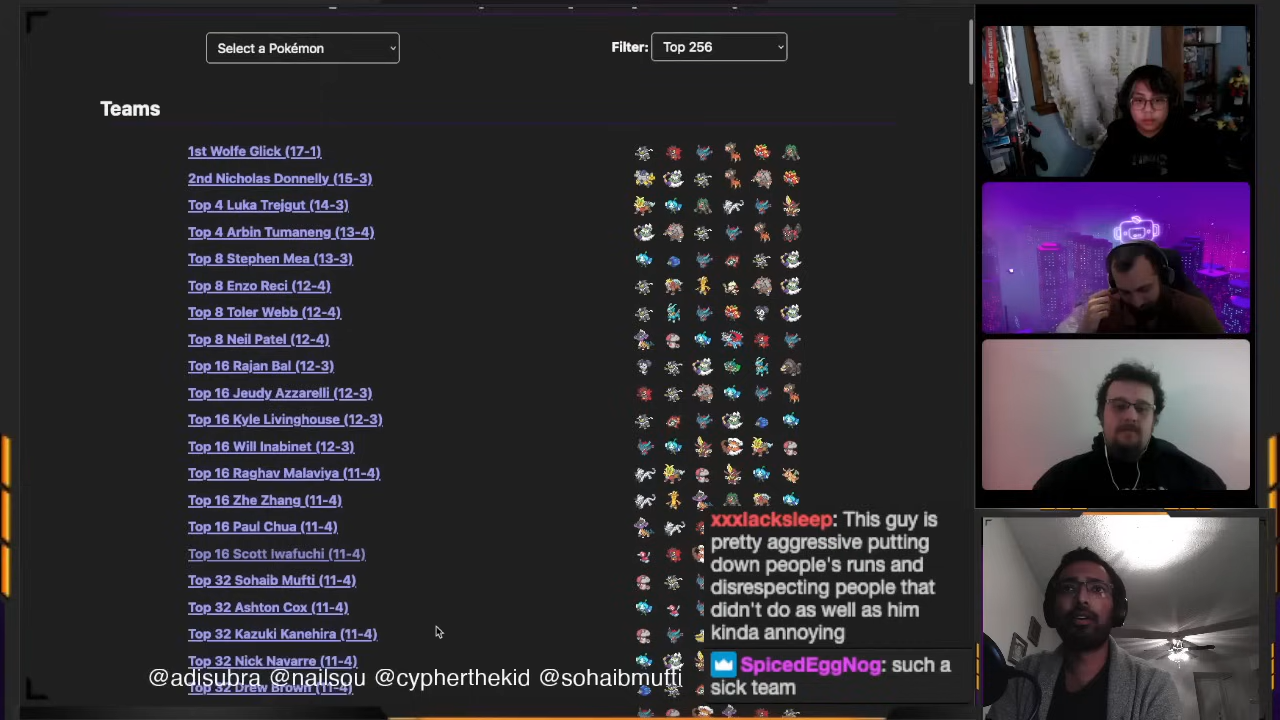 Select a Pokémon
Filter: Top 256
Teams
1st Wolfe Glick (17-1)
2nd Nicholas Donnelly (15-3)
Top 4 Luka Trejgut (14-3)
Top 4 Arbin Tumaneng (13-4)
Top 8 Stephen Mea (13-3)
Top 8 Enzo Reci (12-4)
Top 8 Toler Webb (12-4)
Top 8 Neil Patel (12-4)
Top 16 Rajan Bal (12-3)
Top 16 Jeudy Azzarelli (12-3)
Top 16 Kyle Livinghouse (12-3)
Top 16 Will Inabinet (12-3)
Top 16 Raghav Malaviya (11-4)
Top 16 Zhe Zhang (11-4)
Top 16 Paul Chua (11-4)
Top 16 Scott Iwafuchi (11-4)
Top 32 Sohaib Mufti (11-4)
Top 32 Ashton Cox (11-4)
Top 32 Kazuki Kanehira (11-4)
Top 32 Nick Navarre (11-4)
Top 32 Drew Brown (11-4)
@adisubra @nailsou @cypherthekid @sohaibmufti
xxxlacksleep: This guy is
pretty aggressive putting
down people's runs and
disrespecting people that
didn't do as well as him
kinda annoying
SpicedEggNog: such a
sick team